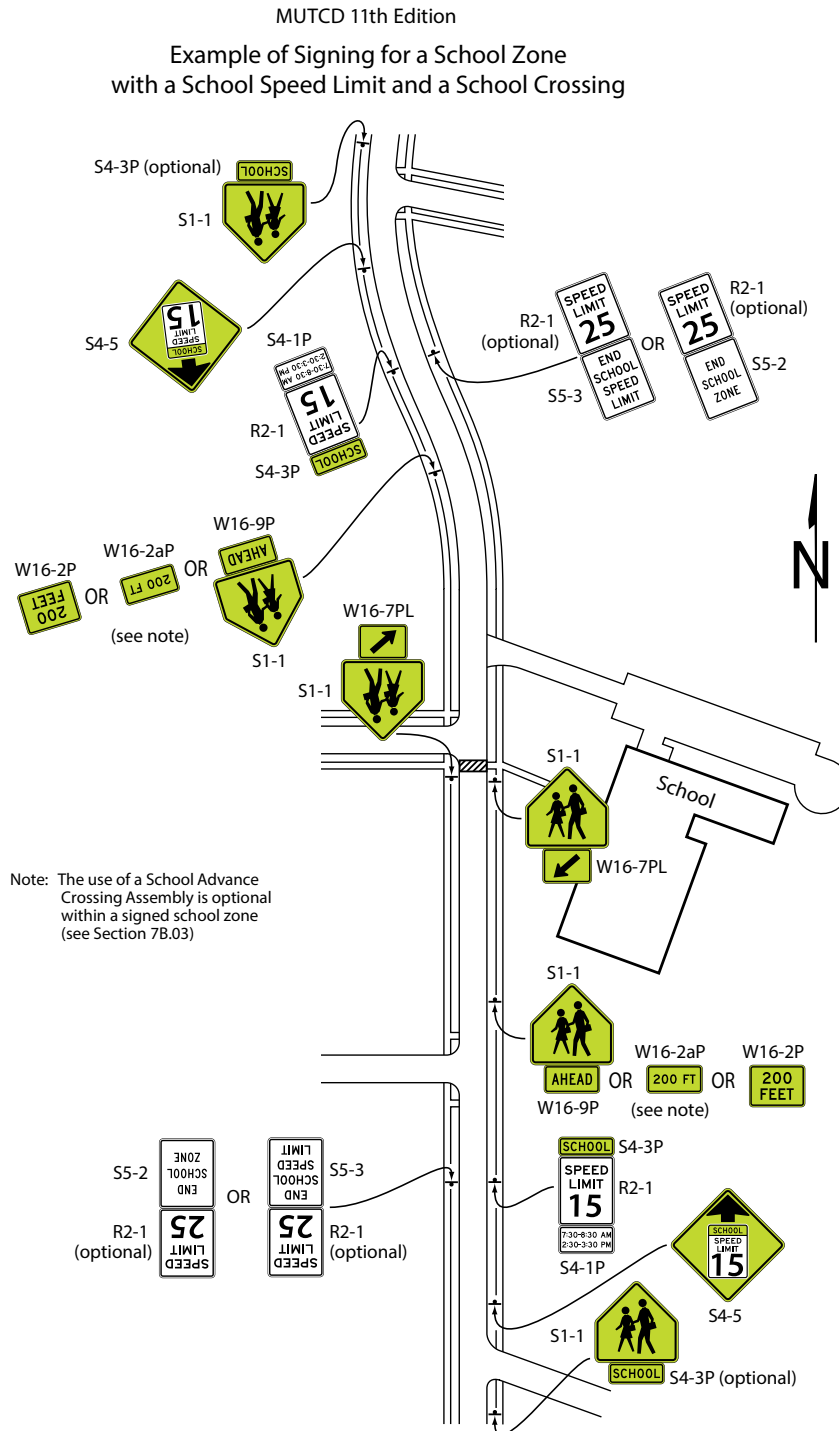 MUTCD 11th Edition
Example of Signing for a School Zone
with a School Speed Limit and a School Crossing
S4-3P (optional)
SCHOOL
S1-1
S4-5
SCHOOL
SPEED
LIMIT
15
S4-1P
7:30-8:30 AM
2:30-3:30 PM
R2-1
SPEED
LIMIT
15
S4-3P
SCHOOL
R2-1
(optional)
SPEED
LIMIT
25
S5-3
END
SCHOOL
SPEED
LIMIT
OR
SPEED
LIMIT
25
R2-1
(optional)
END
SCHOOL
ZONE
S5-2
N
W16-2P
200
FEET
OR
W16-2aP
200 FT
OR
W16-9P
AHEAD
(see note)
S1-1
W16-7PL
S1-1
S1-1
W16-7PL
School
Note: The use of a School Advance
Crossing Assembly is optional
within a signed school zone
(see Section 7B.03)
S1-1
AHEAD
W16-9P
OR
W16-2aP
200 FT
(see note)
OR
W16-2P
200
FEET
S5-2
END
SCHOOL
ZONE
R2-1
(optional)
SPEED
LIMIT
25
OR
END
SCHOOL
SPEED
LIMIT
S5-3
SPEED
LIMIT
25
R2-1
(optional)
SCHOOL
S4-3P
SPEED
LIMIT
15
R2-1
7:30-8:30 AM
2:30-3:30 PM
S4-1P
SCHOOL
SPEED
LIMIT
15
S4-5
S1-1
SCHOOL
S4-3P (optional)